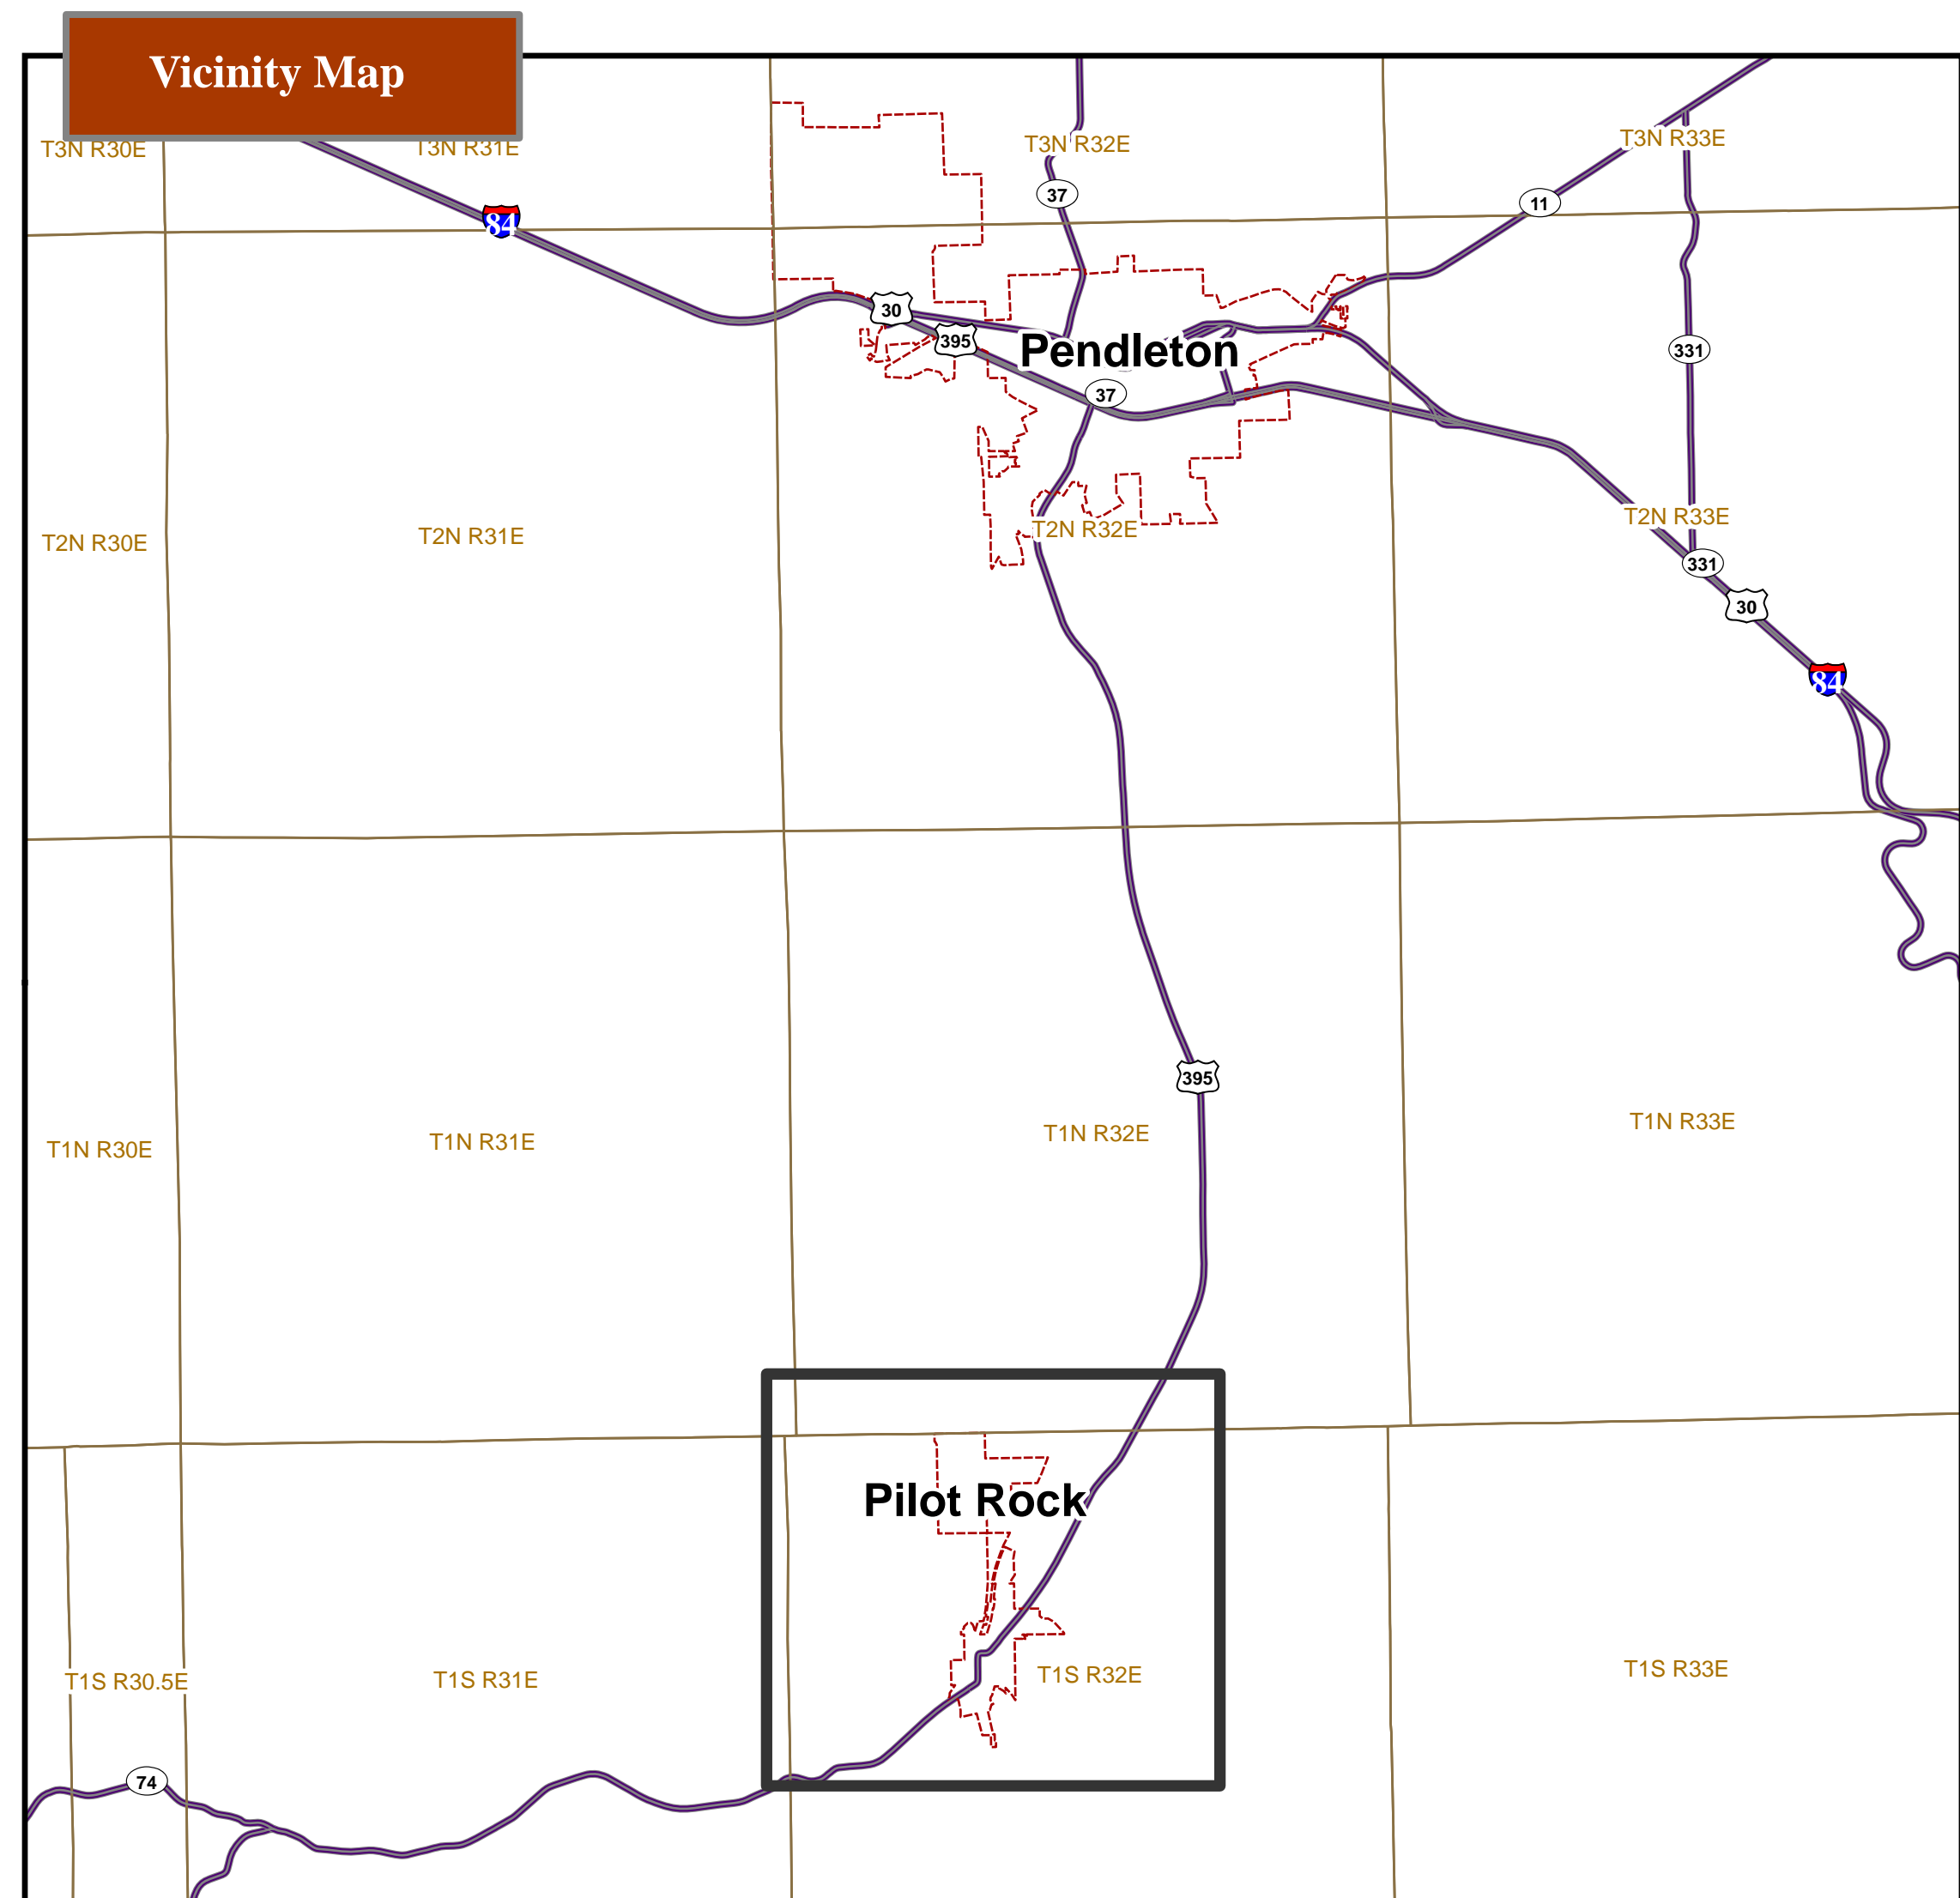 Vicinity Map
T3N R30E
T3N R31E
T3N R32E
T3N R33E
37
11
84
30
395
Pendleton
331
37
T2N R30E
T2N R31E
T2N R32E
T2N R33E
331
30
84
395
T1N R30E
T1N R31E
T1N R32E
T1N R33E
Pilot Rock
T1S R30.5E
T1S R31E
T1S R32E
T1S R33E
74